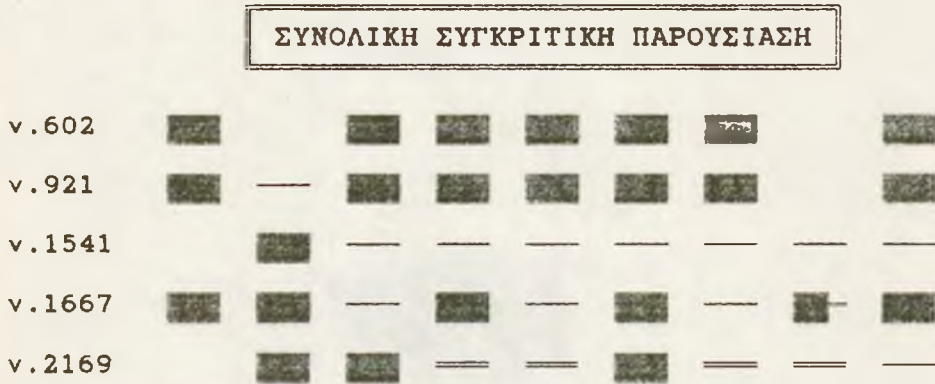 ΣΥΝΟΛΙΚΗ ΣΥΓΚΡΙΤΙΚΗ ΠΑΡΟΥΣΙΑΣΗ
ν.602
ν.921
ν.1541
ν.1667
ν.2169